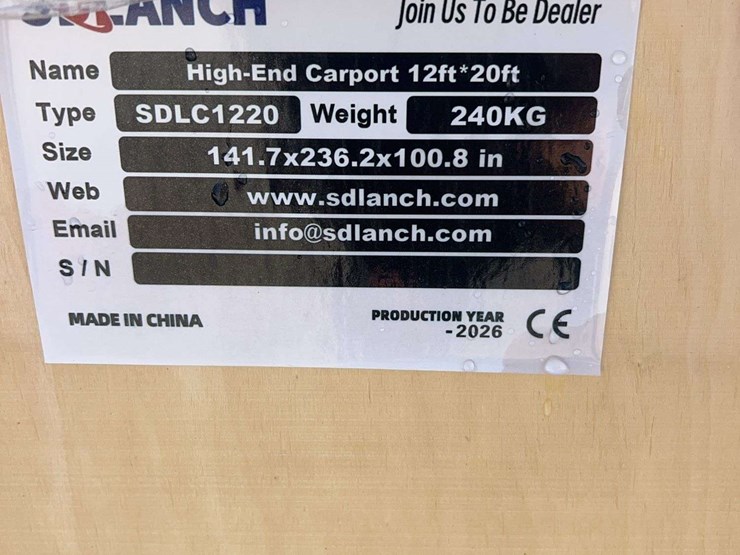 SDLANCH Join Us To Be Dealer
Name High-End Carport 12ft*20ft
Type SDLC1220 Weight 240KG
Size 141.7x236.2x100.8 in
Web www.sdlanch.com
Email info@sdlanch.com
S/N
MADE IN CHINA PRODUCTION YEAR
-2026 CE